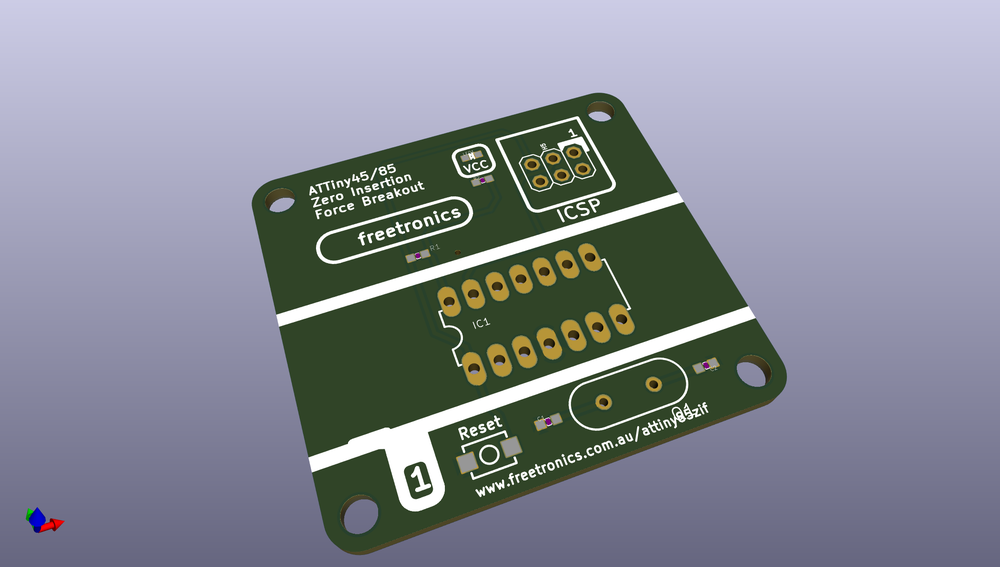 ATTiny45/85
Zero Insertion
Force Breakout
freetronics
VCC
1
ICSP
R1
IC1
Reset
1
www.freetronics.com.au/attiny85zif